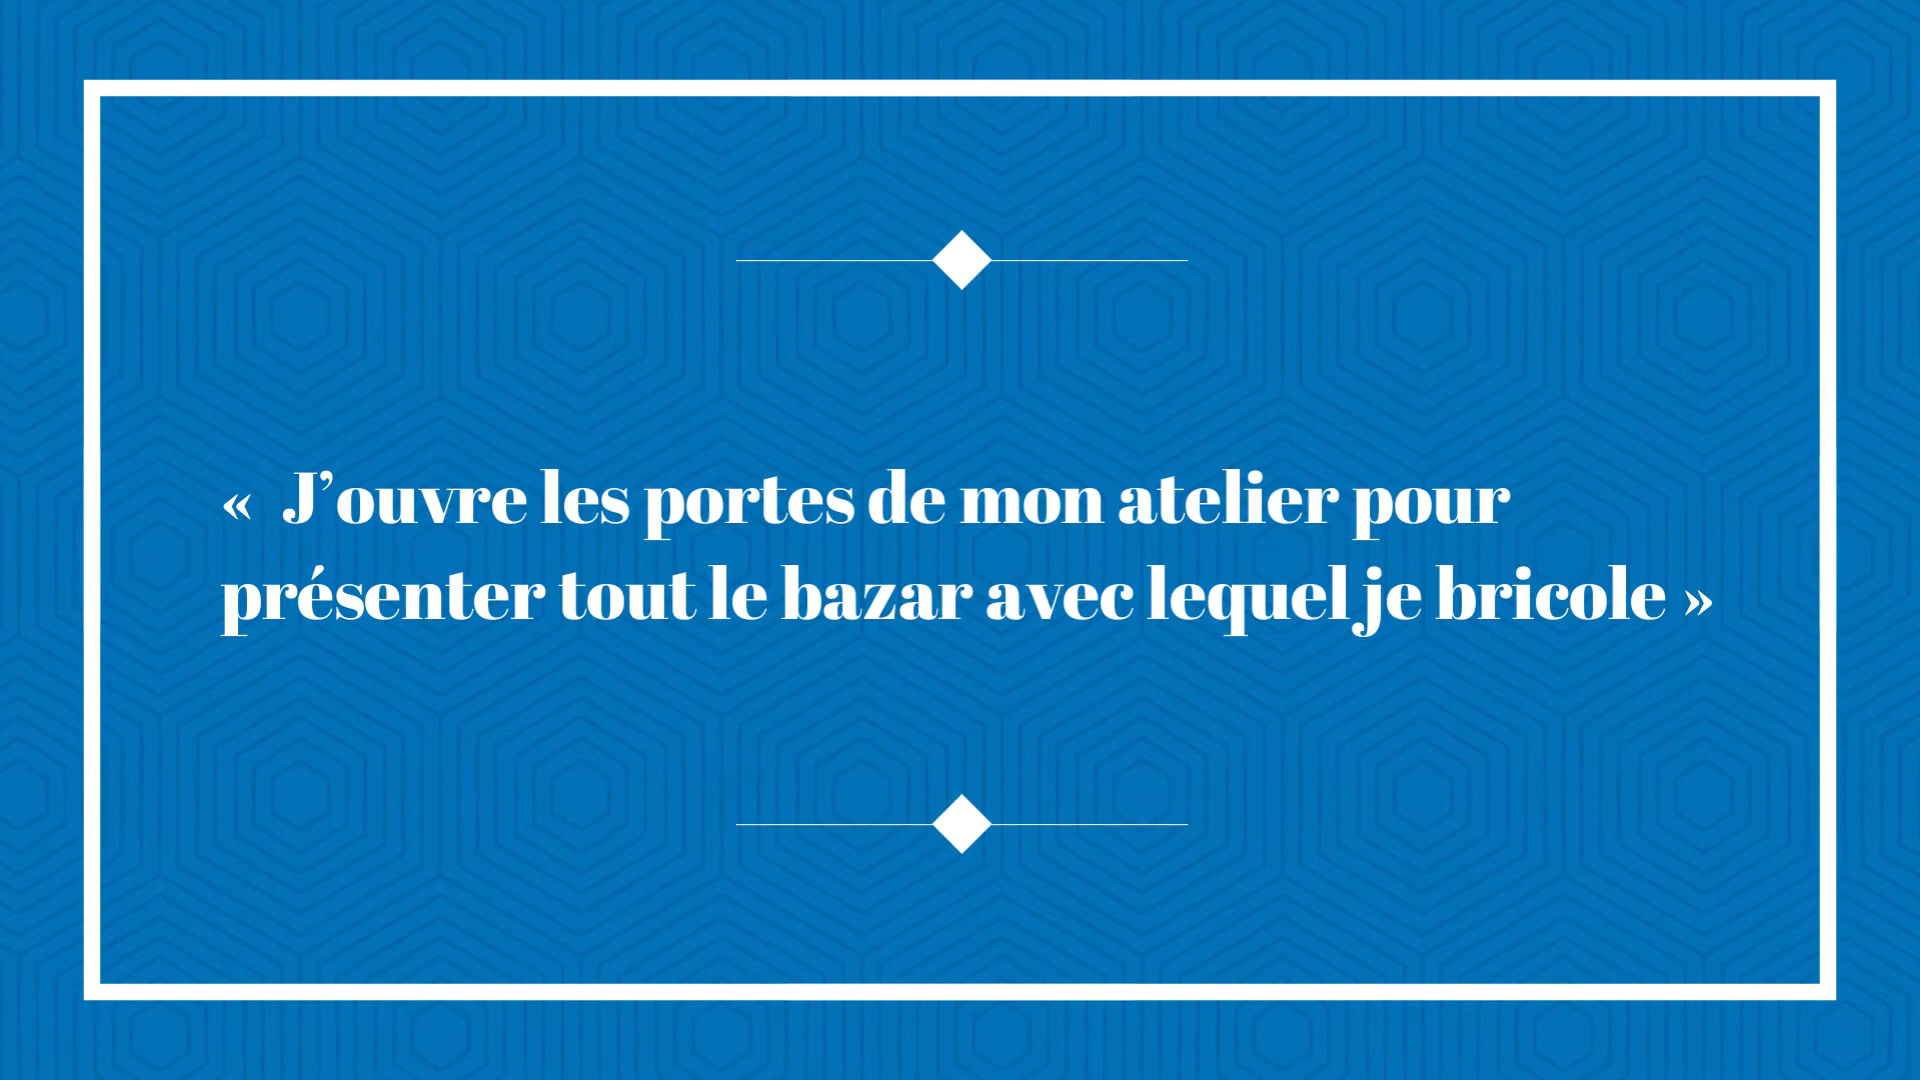 «  J’ouvre les portes de mon atelier pour
présenter tout le bazar avec lequel je bricole »